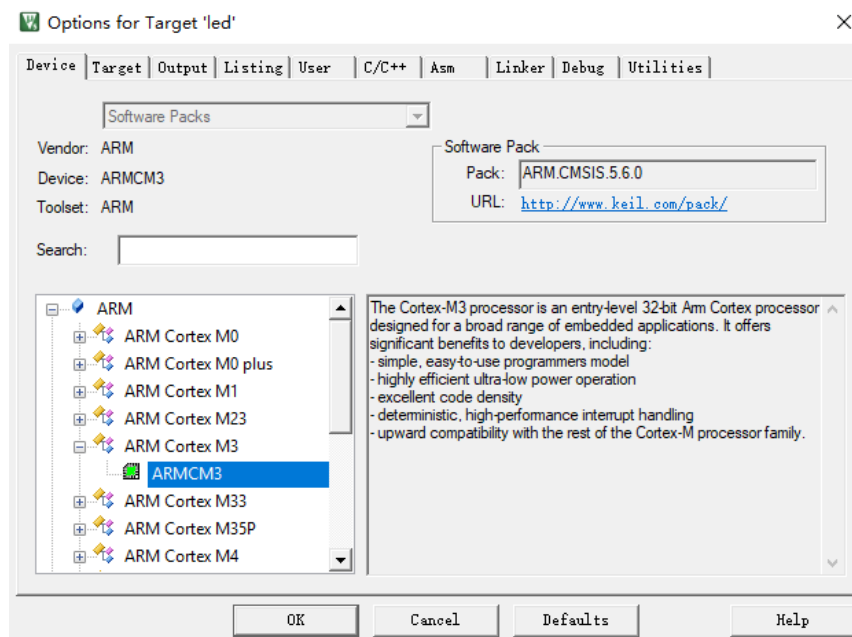 Options for Target 'led'
Device Target Output Listing User C/C++ Asm Linker Debug Utilities
Software Packs
Vendor: ARM
Device: ARMCM3
Toolset: ARM
Search:
Software Pack
Pack: ARM.CMSIS.5.6.0
URL: http://www.keil.com/pack/
ARM
ARM Cortex M0
ARM Cortex M0 plus
ARM Cortex M1
ARM Cortex M23
ARM Cortex M3
ARMCM3
ARM Cortex M33
ARM Cortex M35P
ARM Cortex M4
The Cortex-M3 processor is an entry-level 32-bit Arm Cortex processor
designed for a broad range of embedded applications. It offers
significant benefits to developers, including:
- simple, easy-to-use programmers model
- highly efficient ultra-low power operation
- excellent code density
- deterministic, high-performance interrupt handling
- upward compatibility with the rest of the Cortex-M processor family.
OK Cancel Defaults Help